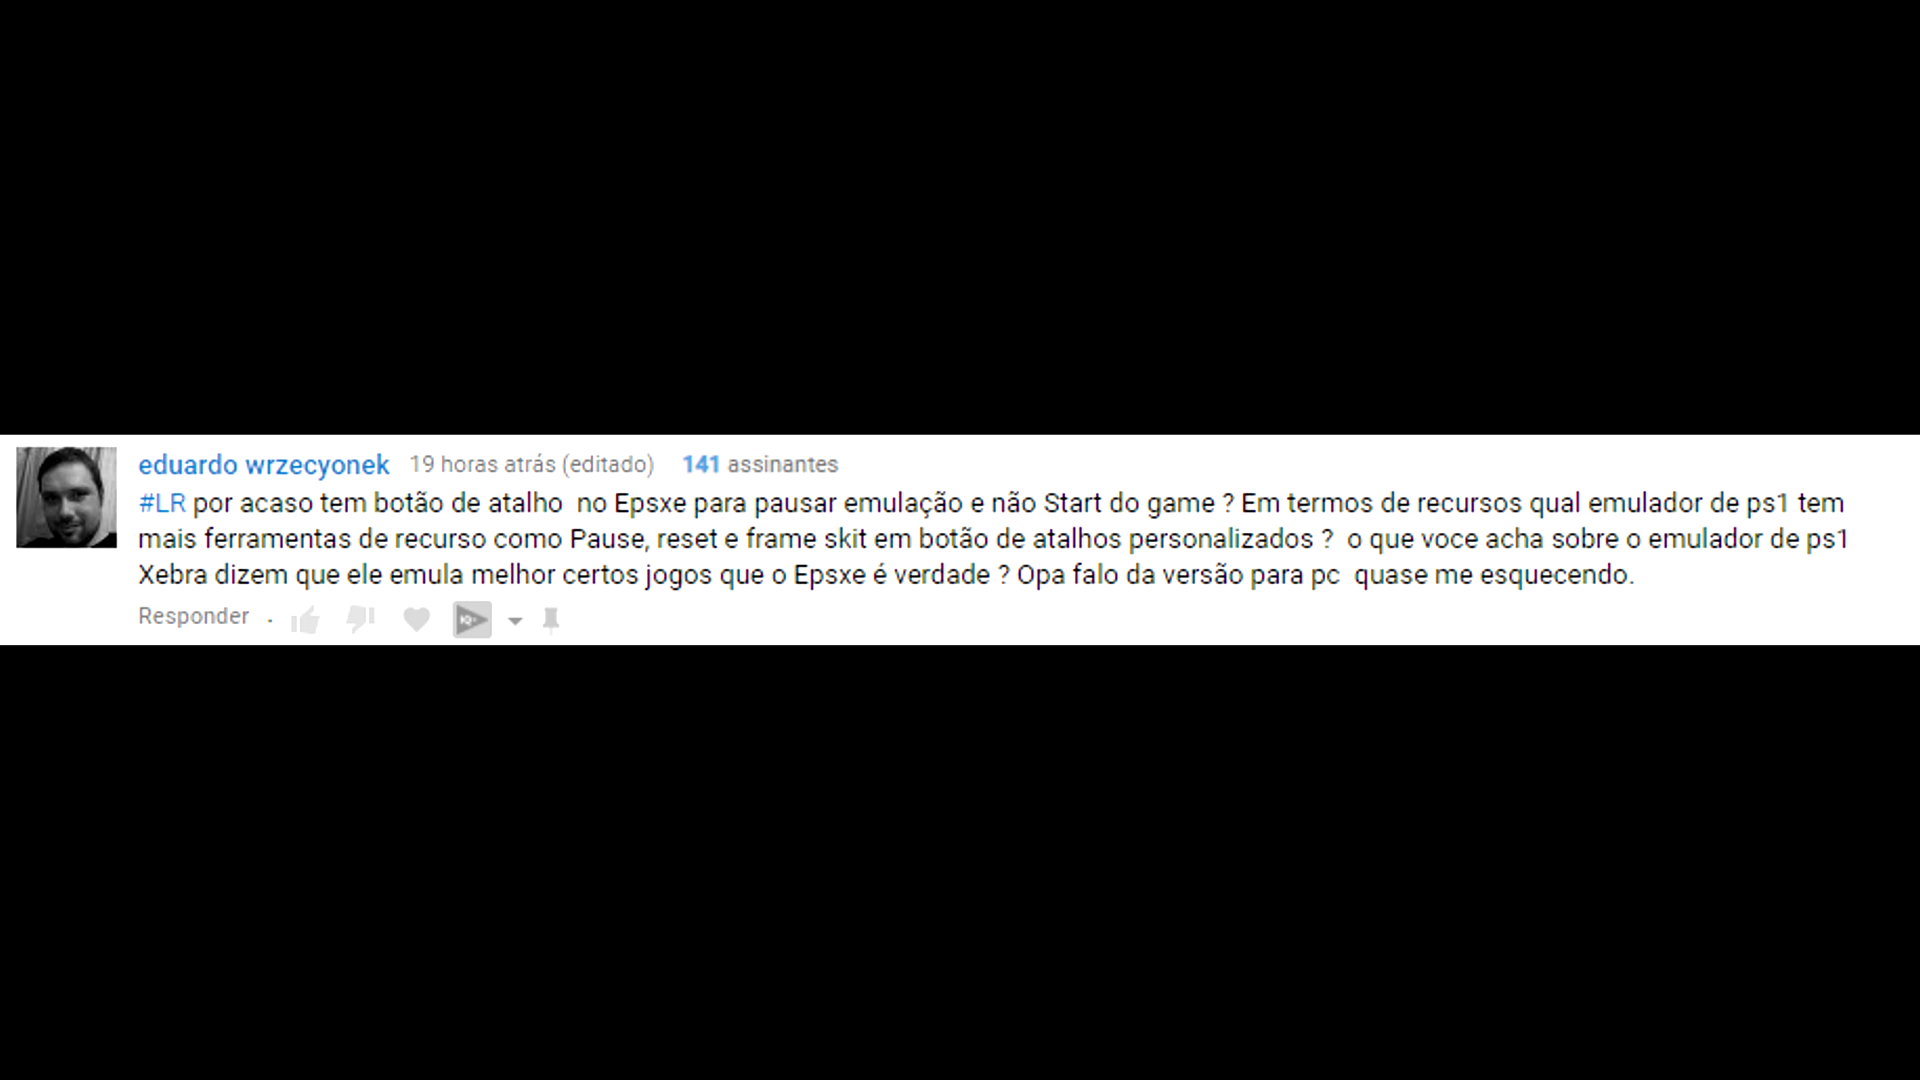 eduardo wrzecyonek 19 horas atrás (editado) 141 assinantes
#LR por acaso tem botão de atalho no Epsxe para pausar emulação e não Start do game ? Em termos de recursos qual emulador de ps1 tem
mais ferramentas de recurso como Pause, reset e frame skit em botão de atalhos personalizados ? o que voce acha sobre o emulador de ps1
Xebra dizem que ele emula melhor certos jogos que o Epsxe é verdade ? Opa falo da versão para pc quase me esquecendo.
Responder .